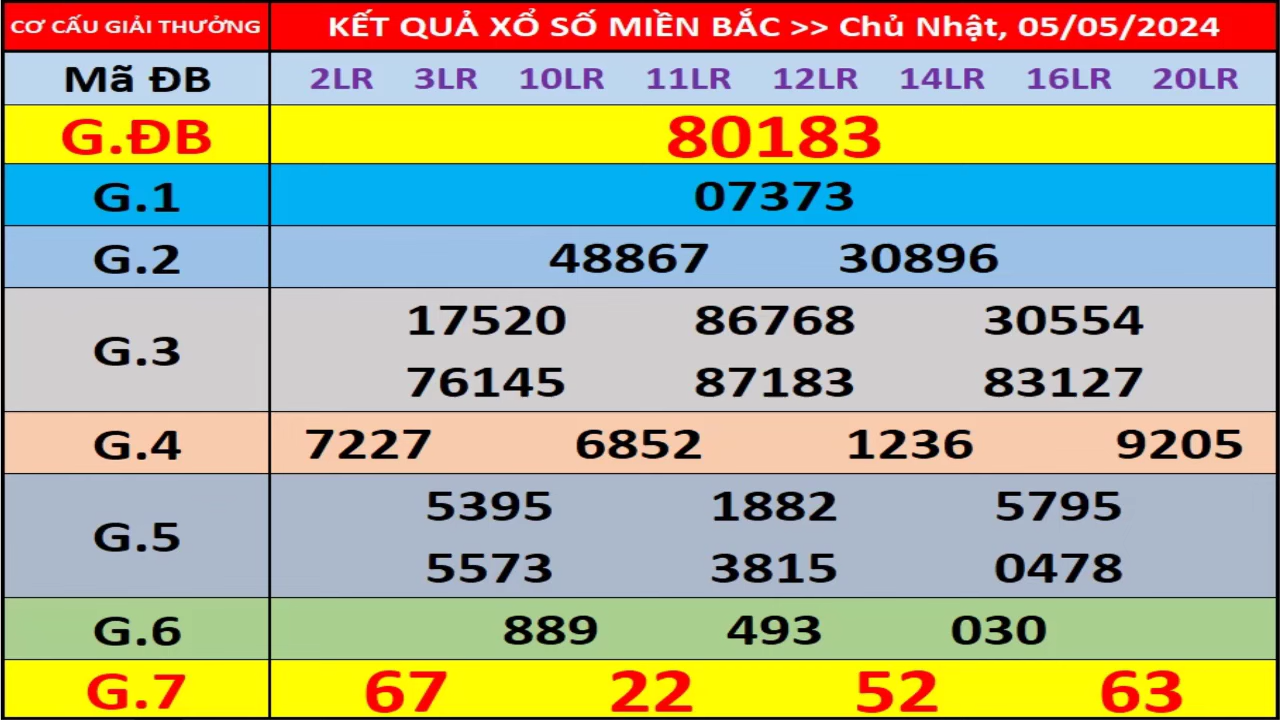 CƠ CẤU GIẢI THƯỞNG KẾT QUẢ XỔ SỐ MIỀN BẮC >> Chủ Nhật, 05/05/2024
Mã ĐB 2LR 3LR 10LR 11LR 12LR 14LR 16LR 20LR
G.ĐB 80183
G.1 07373
G.2 48867 30896
G.3 17520 86768 30554
76145 87183 83127
G.4 7227 6852 1236 9205
G.5 5395 1882 5795
5573 3815 0478
G.6 889 493 030
G.7 67 22 52 63